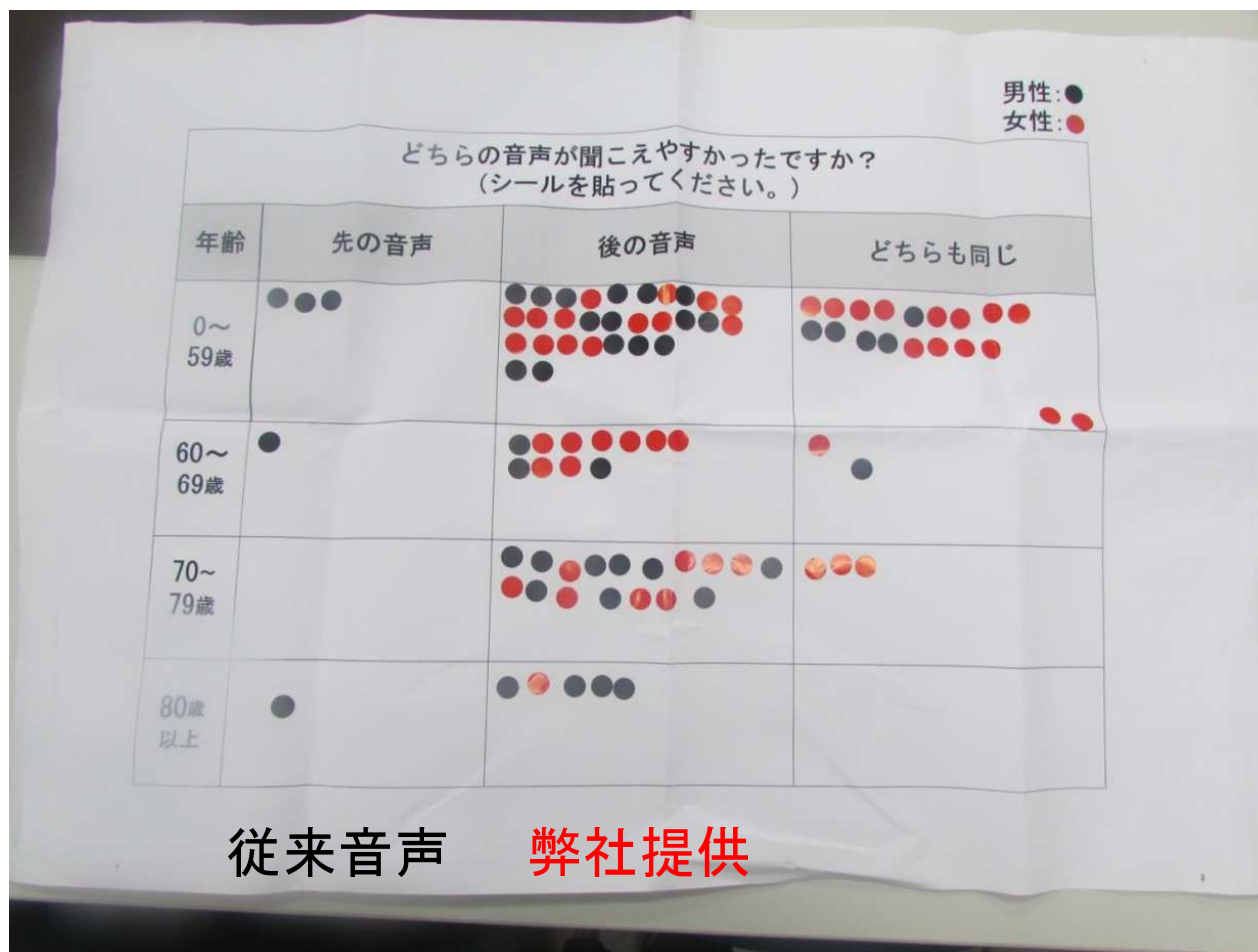 男性:●
女性:●
どちらの音声が聞こえやすかったですか?
(シールを貼ってください。)
年齢 先の音声 後の音声 どちらも同じ
0～
59歳
60～
69歳
70~
79歳
80歳
以上
従来音声 弊社提供